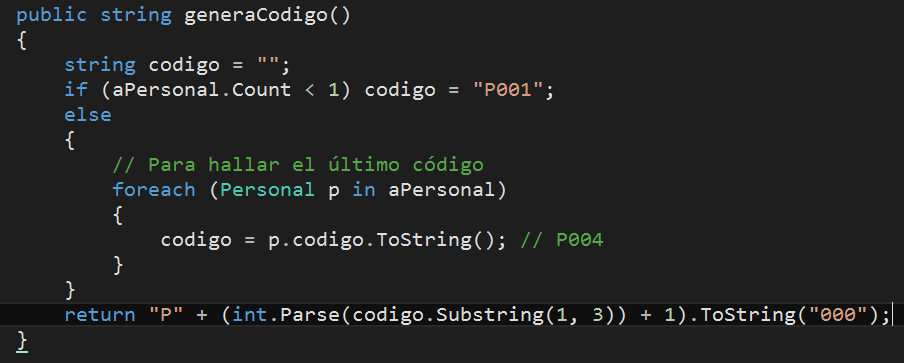 public string generaCodigo()
{
string codigo = "";
if (aPersonal.Count < 1) codigo = "P001";
else
{
// Para hallar el último código
foreach (Personal p in aPersonal)
{
codigo = p.codigo.ToString(); // P004
}
}
return "P" + (int.Parse(codigo.Substring(1, 3)) + 1).ToString("000");
}